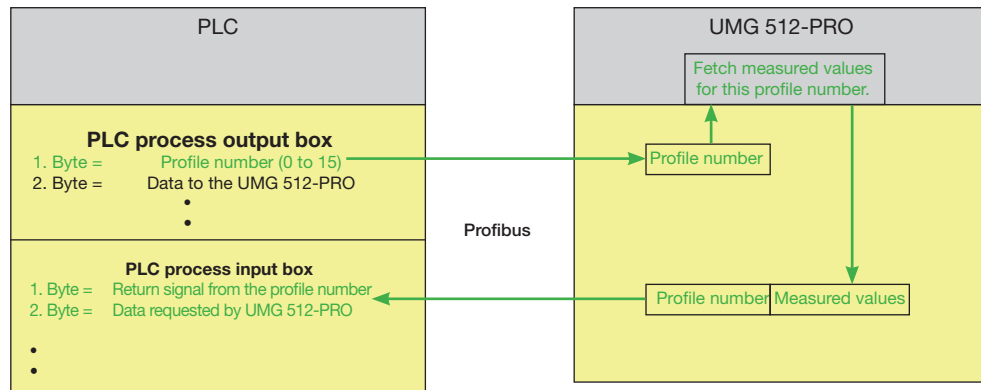 PLC
PLC process output box
1. Byte = Profile number (0 to 15)
2. Byte = Data to the UMG 512-PRO
•
•
PLC process input box
1. Byte = Return signal from the profile number
2. Byte = Data requested by UMG 512-PRO
•
•
Profibus
UMG 512-PRO
Fetch measured values
for this profile number.
Profile number
Profile number Measured values